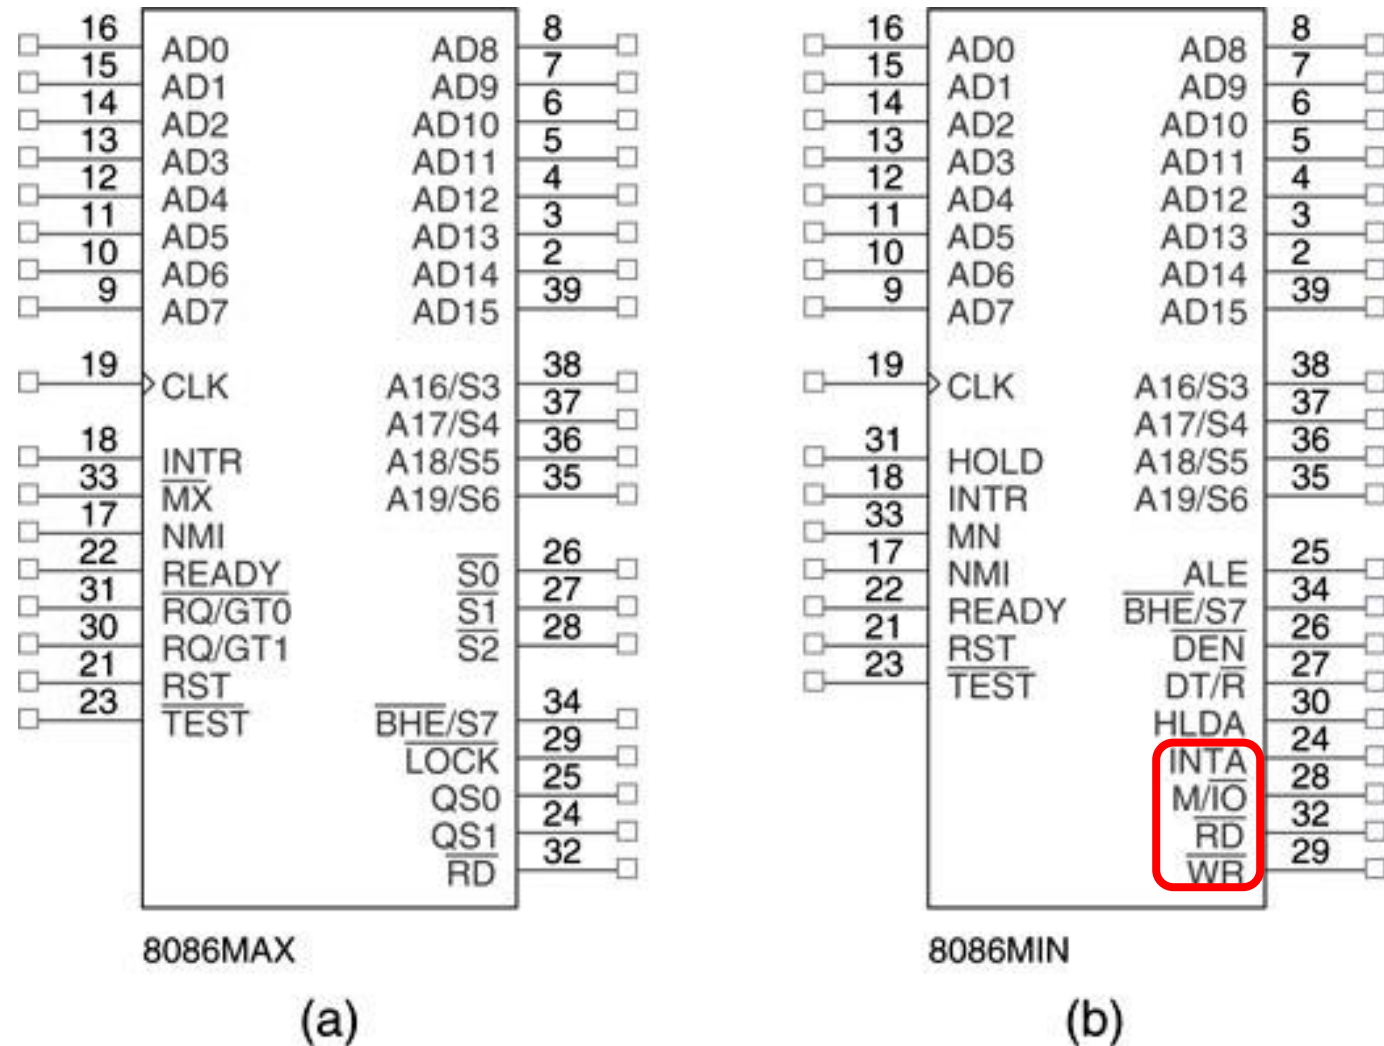 16 AD0 AD8 8
15 AD1 AD9 7
14 AD2 AD10 6
13 AD3 AD11 5
12 AD4 AD12 4
11 AD5 AD13 3
10 AD6 AD14 2
9 AD7 AD15 39
19 CLK A16/S3 38
A17/S4 37
18 INTR A18/S5 36
33 MX A19/S6 35
17 NMI
22 READY S0 26
31 RQ/GT0 S1 27
30 RQ/GT1 S2 28
21 RST
23 TEST BHE/S7 34
LOCK 29
QS0 25
QS1 24
RD 32
8086MAX
(a)
16 AD0 AD8 8
15 AD1 AD9 7
14 AD2 AD10 6
13 AD3 AD11 5
12 AD4 AD12 4
11 AD5 AD13 3
10 AD6 AD14 2
9 AD7 AD15 39
19 CLK A16/S3 38
A17/S4 37
31 HOLD A18/S5 36
18 INTR A19/S6 35
33 MN
17 NMI ALE 25
22 READY BHE/S7 34
21 RST DEN 26
23 TEST DT/R 27
HLDA 30
INTA 24
M/IO 28
RD 32
WR 29
8086MIN
(b)